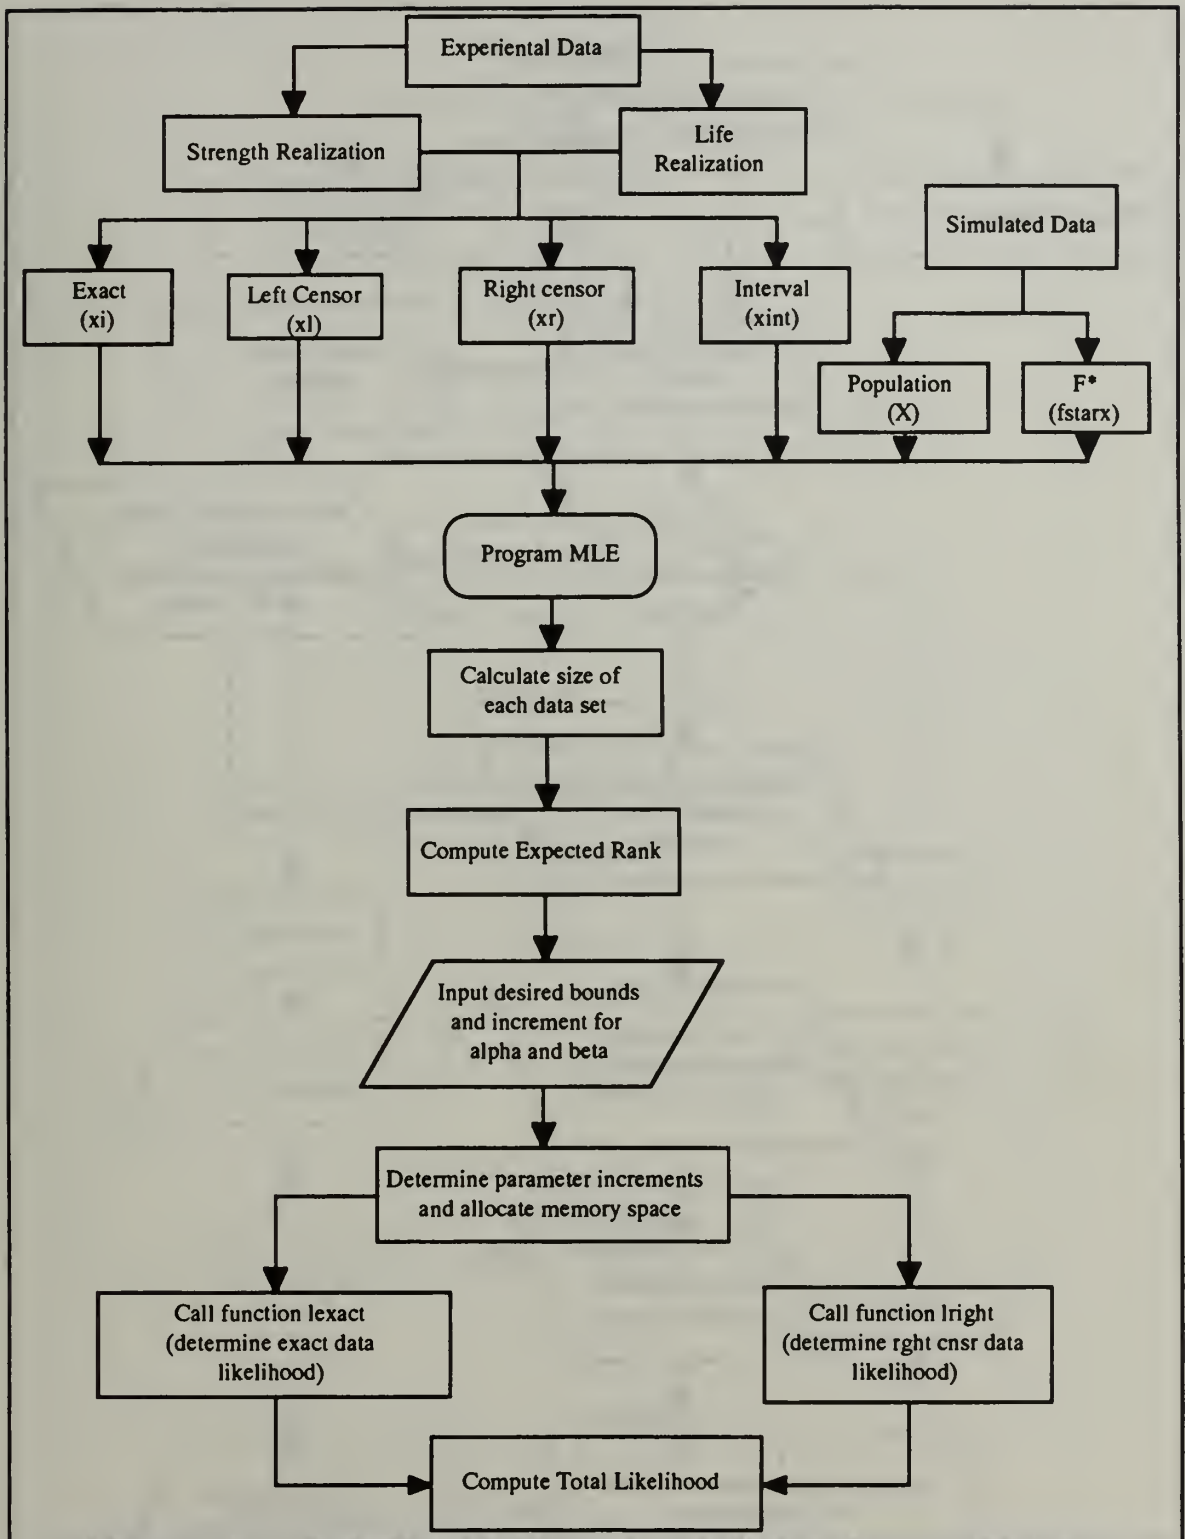 Experiental Data
Strength Realization
Life
Realization
Simulated Data
Exact
(xi)
Left Censor
(xl)
Right censor
(xr)
Interval
(xint)
Population
(X)
F*
(fstarx)
Program MLE
Calculate size of
each data set
Compute Expected Rank
Input desired bounds
and increment for
alpha and beta
Determine parameter increments
and allocate memory space
Call function lexact
(determine exact data
likelihood)
Call function lright
(determine rght cnsr data
likelihood)
Compute Total Likelihood